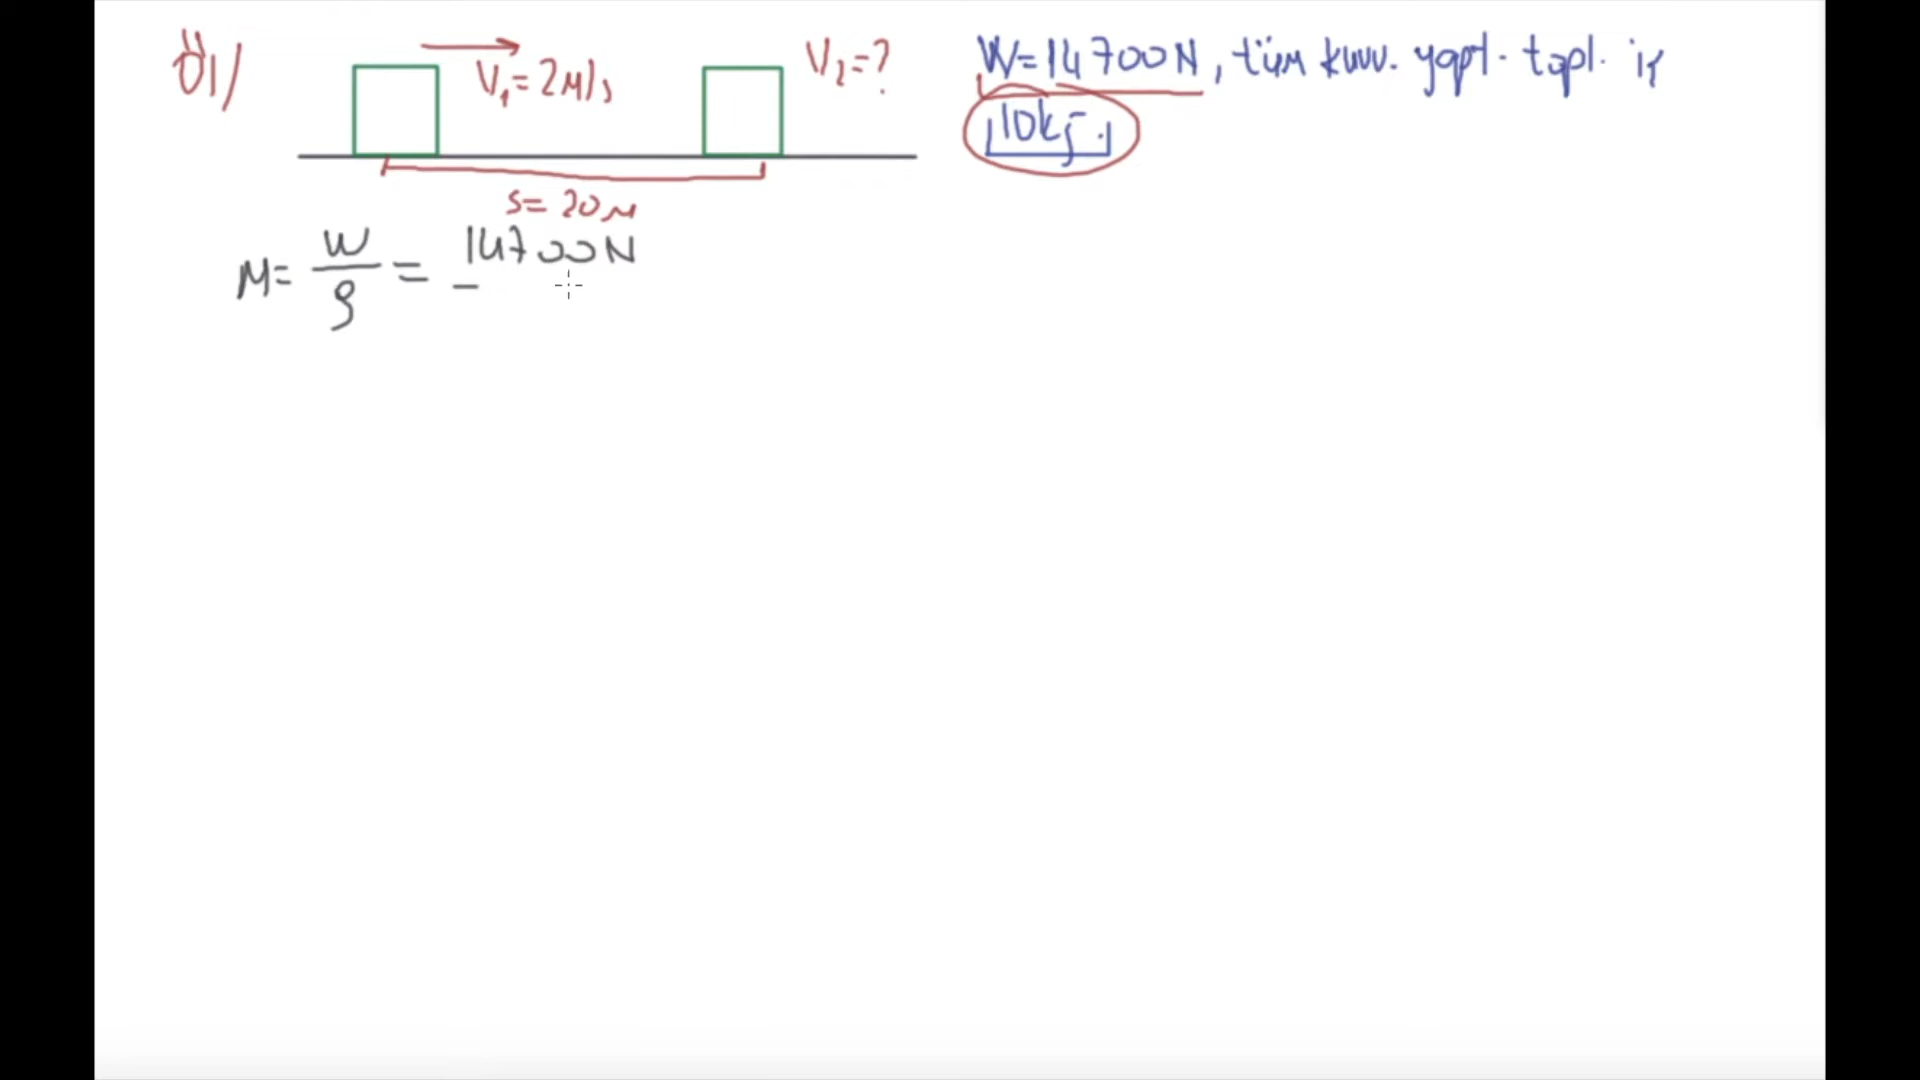 Ö1/ V₁=2m/s V₂=? W=14700N, tüm kuvv. yapt. topl. iş
10kj.
s=20m
m= W/g = 14700N